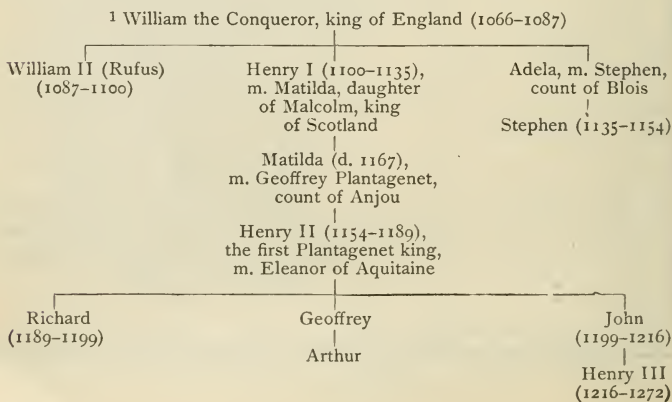 1 William the Conqueror, king of England (1066–1087)
William II (Rufus)
(1087–1100)
Henry I (1100–1135),
m. Matilda, daughter
of Malcolm, king
of Scotland
Adela, m. Stephen,
count of Blois
Stephen (1135–1154)
Matilda (d. 1167),
m. Geoffrey Plantagenet,
count of Anjou
Henry II (1154–1189),
the first Plantagenet king,
m. Eleanor of Aquitaine
Richard
(1189–1199)
Geoffrey
Arthur
John
(1199–1216)
Henry III
(1216–1272)